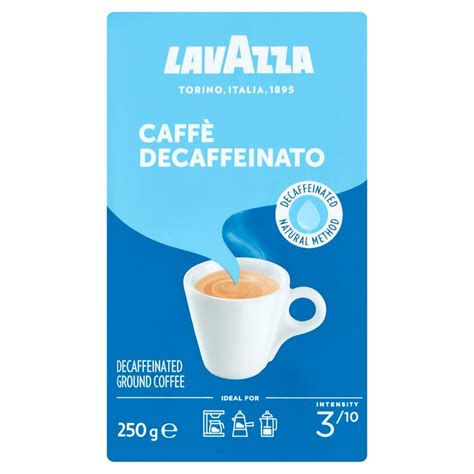 LAVAZZA
TORINO, ITALIA, 1895
CAFFÈ
DECAFFEINATO
DECAFFEINATED
NATURAL METHOD
DECAFFEINATED
GROUND COFFEE
IDEAL FOR
INTENSITY
250 g ℮
3/10